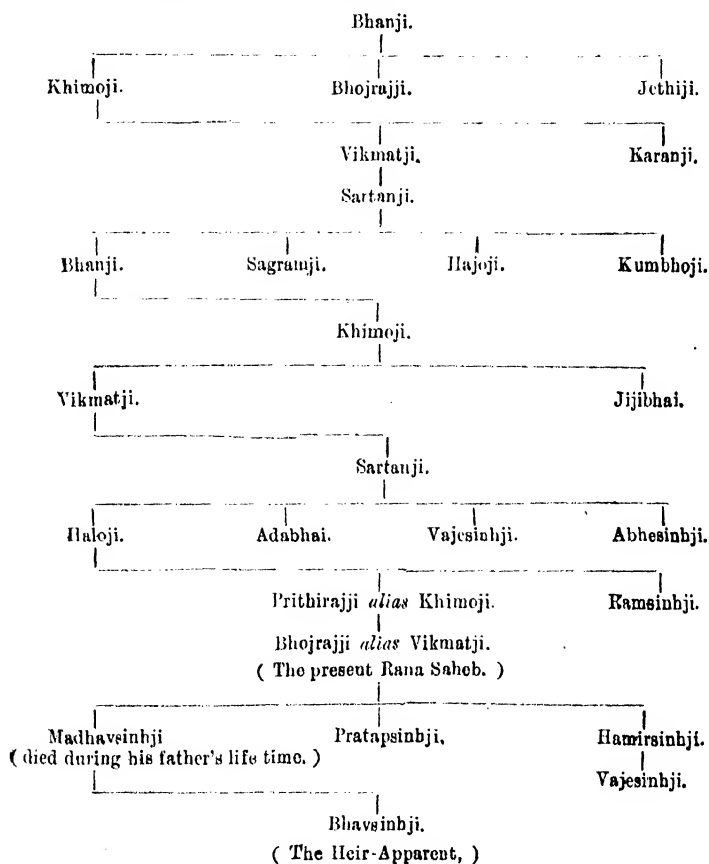 Bhanji.
Khimoji. Bhojrajji. Jethiji.
Vikmatji. Karanji.
Sartanji.
Bhanji. Sagramji. Hajoji. Kumbhoji.
Khimoji.
Vikmatji. Jijibhai.
Sartanji.
Haloji. Adabhai. Vajesinhji. Abhesinhji.
Prithirajji alias Khimoji. Ramsinhji.
Bhojrajji alias Vikmatji.
( The present Rana Saheb. )
Madhavsinhji Pratapsinhji. Hamirsinhji.
( died during his father's life time. )
Vajesinhji.
Bhavsinhji.
( The Heir-Apparent, )